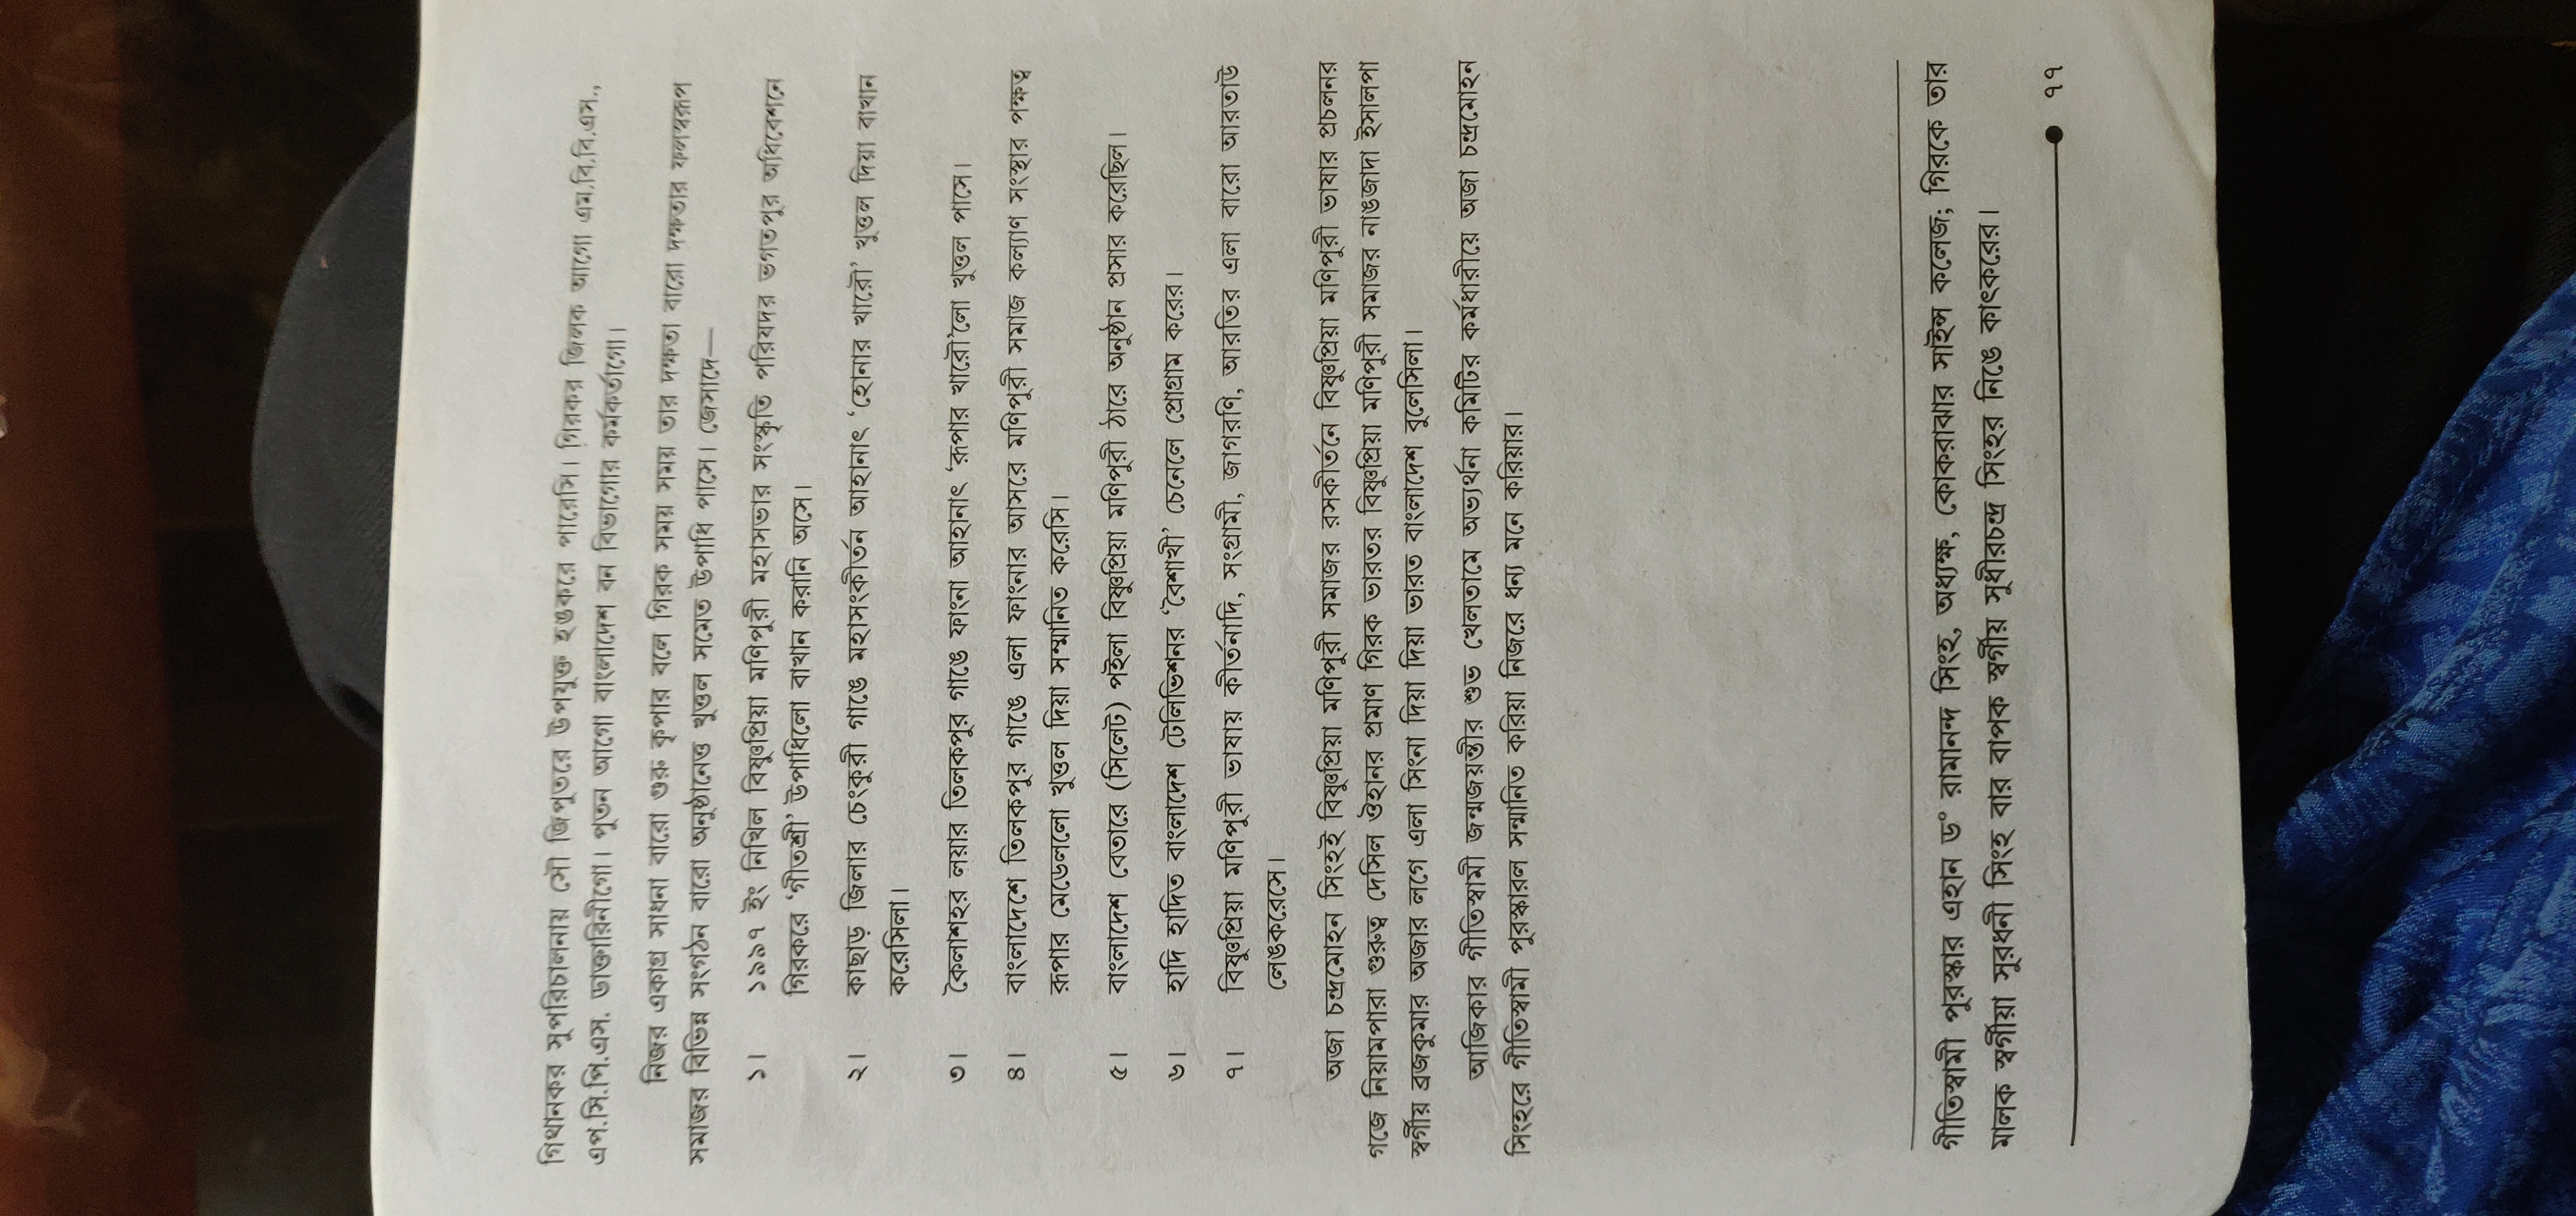 গিথানকর সুপরিচালনায় সৌ জিপুতরে উপযুক্ত হঙকরে পারেসি। গিরকর জিলক আগো এম.বি.বি.এস.,
এপ.সি.পি.এস. ডাক্তারিনীগো। পুতন আগো বাংলাদেশ বন বিভাগোর কর্মকর্তাগো।
নিজর একাগ্র সাধনা বারো গুরু কৃপার বলে গিরক সময় সময় তার দক্ষতা বারো দক্ষতার ফলস্বরূপ
সমাজর বিভিন্ন সংগঠন বারো অনুষ্ঠানেত্ত খুত্তল সমেত উপাধি পাসে। জেসাদে—
১। ১৯৯৭ ইং নিখিল বিষ্ণুপ্রিয়া মণিপুরী মহাসভার সংস্কৃতি পরিষদর ভগতপুর অধিবেশনে
গিরকরে ‘গীতশ্রী’ উপাধিলো বাখান করানি অসে।
২। কাছাড় জিলার চেংকুরী গাঙে মহাসংকীর্তন আহানাৎ ‘হোনার খারৌ’ খুত্তল দিয়া বাখান
করেসিলা।
৩। কৈলাশহর লয়ার তিলকপুর গাঙে ফাংনা আহানাৎ ‘রূপার খারৌ’লো খুত্তল পাসে।
৪। বাংলাদেশে তিলকপুর গাঙে এলা ফাংনার আসরে মণিপুরী সমাজ কল্যাণ সংস্থার পক্ষত্ব
রূপার মেডেললো খুত্তল দিয়া সম্মানিত করেসি।
৫। বাংলাদেশ বেতারে (সিলেট) পইলা বিষ্ণুপ্রিয়া মণিপুরী ঠারে অনুষ্ঠান প্রসার করেছিল।
৬। হাদি হাদিত বাংলাদেশ টেলিভিশনর ‘বৈশাখী’ চেনেলে প্রোগ্রাম করের।
৭। বিষ্ণুপ্রিয়া মণিপুরী ভাষায় কীর্তনাদি, সংগ্রামী, জাগরণি, আরতির এলা বারো আরতাউ
লেঙকরেসে।
অজা চন্দ্রমোহন সিংহই বিষ্ণুপ্রিয়া মণিপুরী সমাজর রসকীর্তনে বিষ্ণুপ্রিয়া মণিপুরী ভাষার প্রচলনর
গজে নিয়ামপারা গুরুত্ব দেসিল ঔহানর প্রমাণ গিরক ভারতর বিষ্ণুপ্রিয়া মণিপুরী সমাজর নাঙজাদা ইসালপা
স্বর্গীয় ব্রজকুমার অজার লগে এলা সিংনা দিয়া দিয়া ভারত বাংলাদেশ বুলেসিলা।
আজিকার গীতিস্বামী জন্মজয়ন্তীর শুভ খেলতামে অভ্যর্থনা কমিটির কর্মধারীয়ে অজা চন্দ্রমোহন
সিংহরে গীতিস্বামী পুরস্কারল সন্মানিত করিয়া নিজরে ধন্য মনে করিয়ার।
গীতিস্বামী পুরস্কার এহান ড° রামানন্দ সিংহ, অধ্যক্ষ, কোকরাঝার সাইন্স কলেজ; গিরকে তার
মালক স্বর্গীয়া সুরধনী সিংহ বার বাপক স্বর্গীয় সুধীরচন্দ্র সিংহর নিঙে কাৎকরের।
৭৭